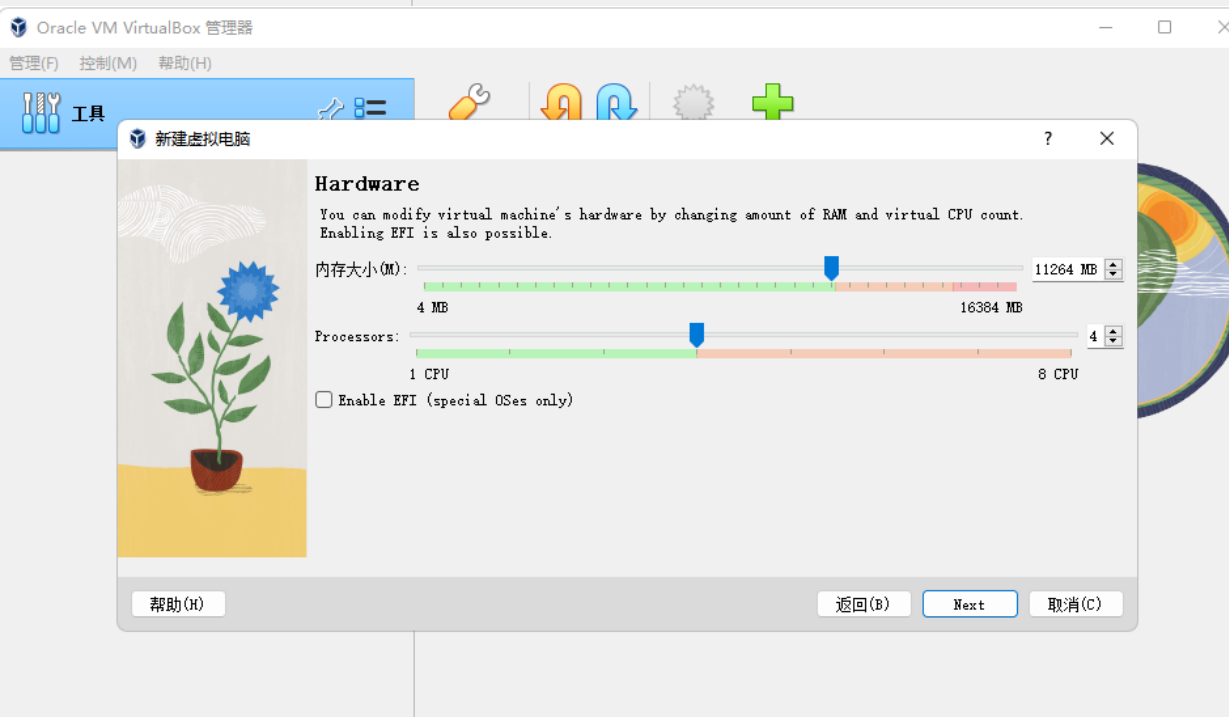 Oracle VM VirtualBox 管理器
管理(F) 控制(M) 帮助(H)
工具
新建虚拟电脑
?
Hardware
You can modify virtual machine's hardware by changing amount of RAM and virtual CPU count.
Enabling EFI is also possible.
内存大小(M): 11264 MB
4 MB 16384 MB
Processors: 4
1 CPU 8 CPU
Enable EFI (special OSes only)
帮助(H) 返回(B) Next 取消(C)